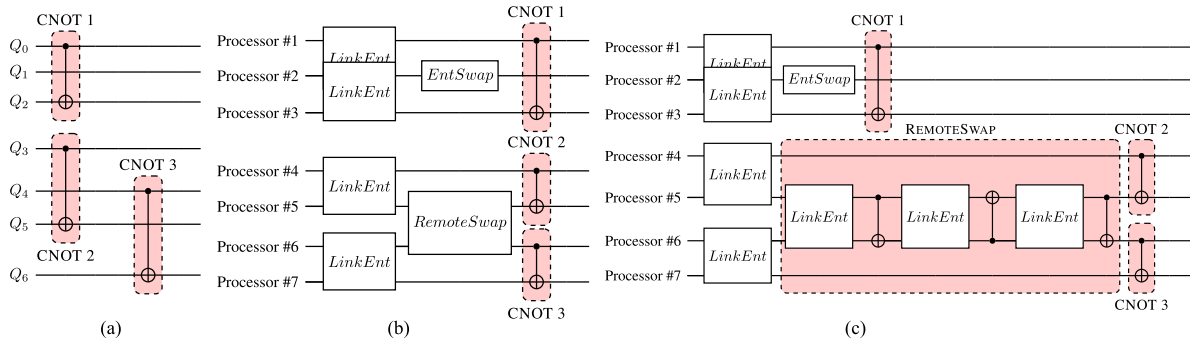 CNOT 1
Q0
Q1
Q2
Q3
CNOT 3
Q4
Q5
CNOT 2
Q6
(a)
CNOT 1
Processor #1
LinkEnt
Processor #2
EntSwap
LinkEnt
Processor #3
CNOT 2
Processor #4
LinkEnt
Processor #5
RemoteSwap
Processor #6
LinkEnt
Processor #7
CNOT 3
(b)
CNOT 1
Processor #1
LinkEnt
Processor #2
EntSwap
LinkEnt
Processor #3
REMOTESWAP
CNOT 2
Processor #4
LinkEnt
Processor #5
LinkEnt LinkEnt LinkEnt
Processor #6
LinkEnt
Processor #7
CNOT 3
(c)